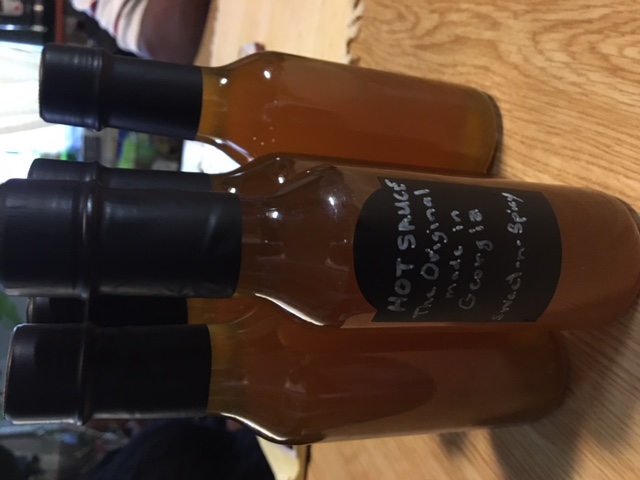 HOT SAUCE
The Original
made in
Georgia
Sweet-n-Spicy